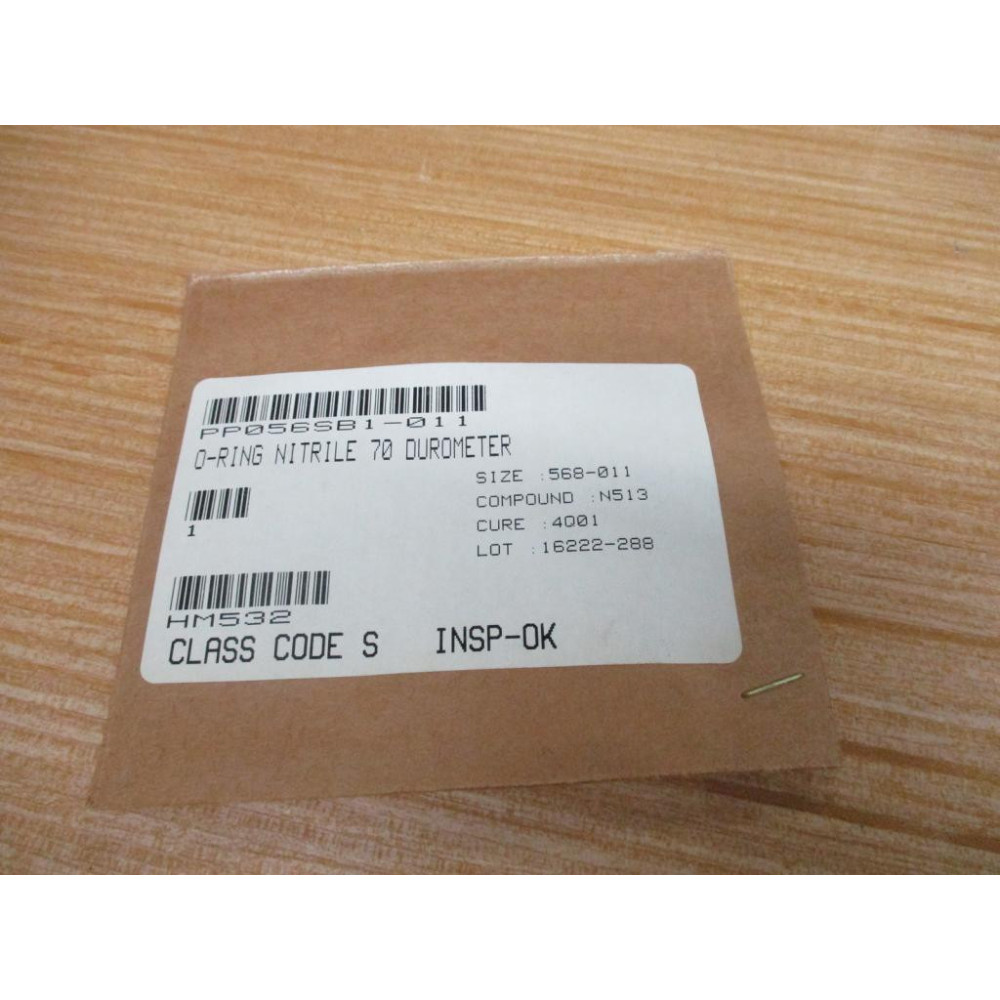 PP056SB1-011
O-RING NITRILE 70 DUROMETER
SIZE :568-011
COMPOUND :N513
CURE :4Q01
LOT :16222-288
1
HM532
CLASS CODE S INSP-OK